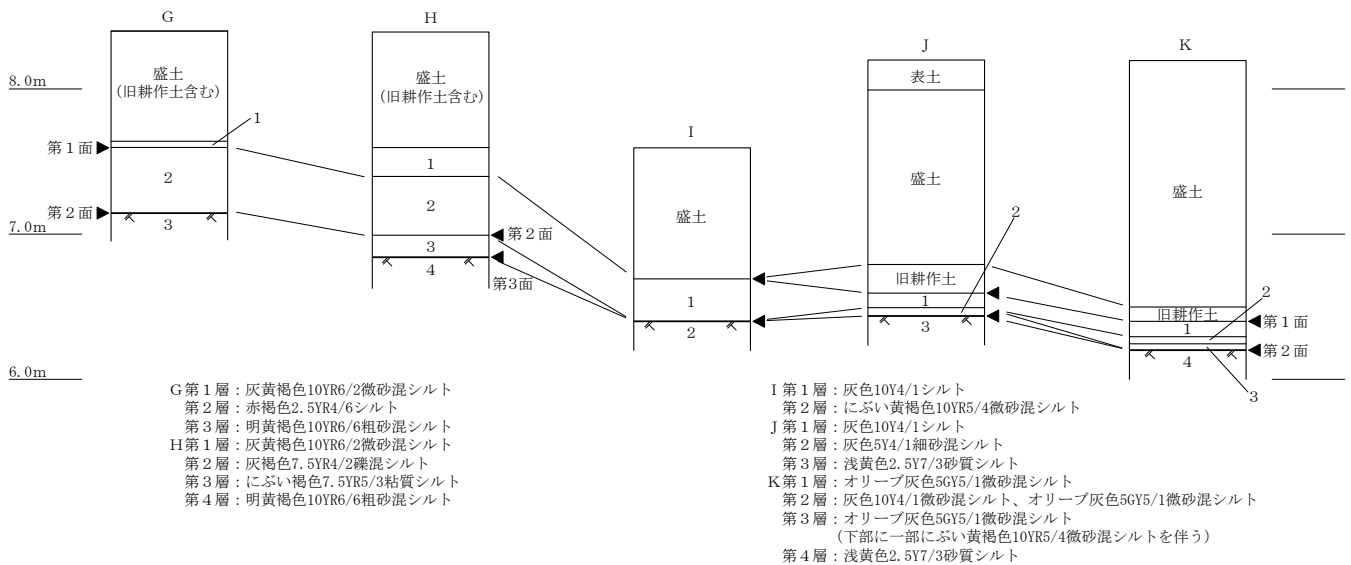 G
H
I
J
K
8.0m
7.0m
6.0m
盛土
(旧耕作土含む)
1
第１面
2
第２面
3
盛土
(旧耕作土含む)
1
2
第２面
3
4
第3面
盛土
1
2
表土
盛土
2
旧耕作土
1
3
盛土
2
旧耕作土
第１面
1
第２面
4
3
G第１層：灰黄褐色10YR6/2微砂混シルト
第２層：赤褐色2.5YR4/6シルト
第３層：明黄褐色10YR6/6粗砂混シルト
H第１層：灰黄褐色10YR6/2微砂混シルト
第２層：灰褐色7.5YR4/2礫混シルト
第３層：にぶい褐色7.5YR5/3粘質シルト
第４層：明黄褐色10YR6/6粗砂混シルト
I第１層：灰色10Y4/1シルト
第２層：にぶい黄褐色10YR5/4微砂混シルト
J第１層：灰色10Y4/1シルト
第２層：灰色5Y4/1細砂混シルト
第３層：浅黄色2.5Y7/3砂質シルト
K第１層：オリーブ灰色5GY5/1微砂混シルト
第２層：灰色10Y4/1微砂混シルト、オリーブ灰色5GY5/1微砂混シルト
第３層：オリーブ灰色5GY5/1微砂混シルト
（下部に一部にぶい黄褐色10YR5/4微砂混シルトを伴う）
第４層：浅黄色2.5Y7/3砂質シルト